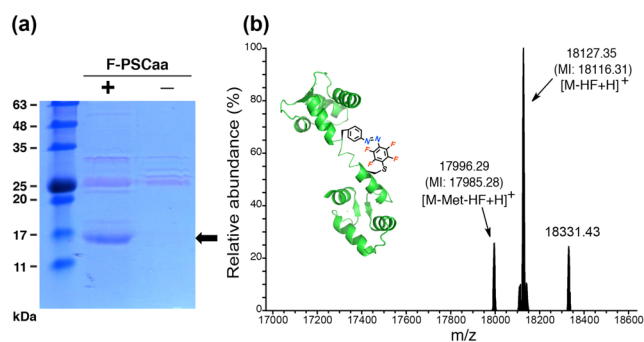 (a)
F-PSCaa
+ –
63
48
35
25
20
17
11
kDa
(b)
Relative abundance (%)
100
80
60
40
20
0
N=N
F
F
F
F
S
18127.35
(MI: 18116.31)
[M-HF+H]+
17996.29
(MI: 17985.28)
[M-Met-HF+H]+
18331.43
17000 17200 17400 17600 17800 18000 18200 18400 18600
m/z